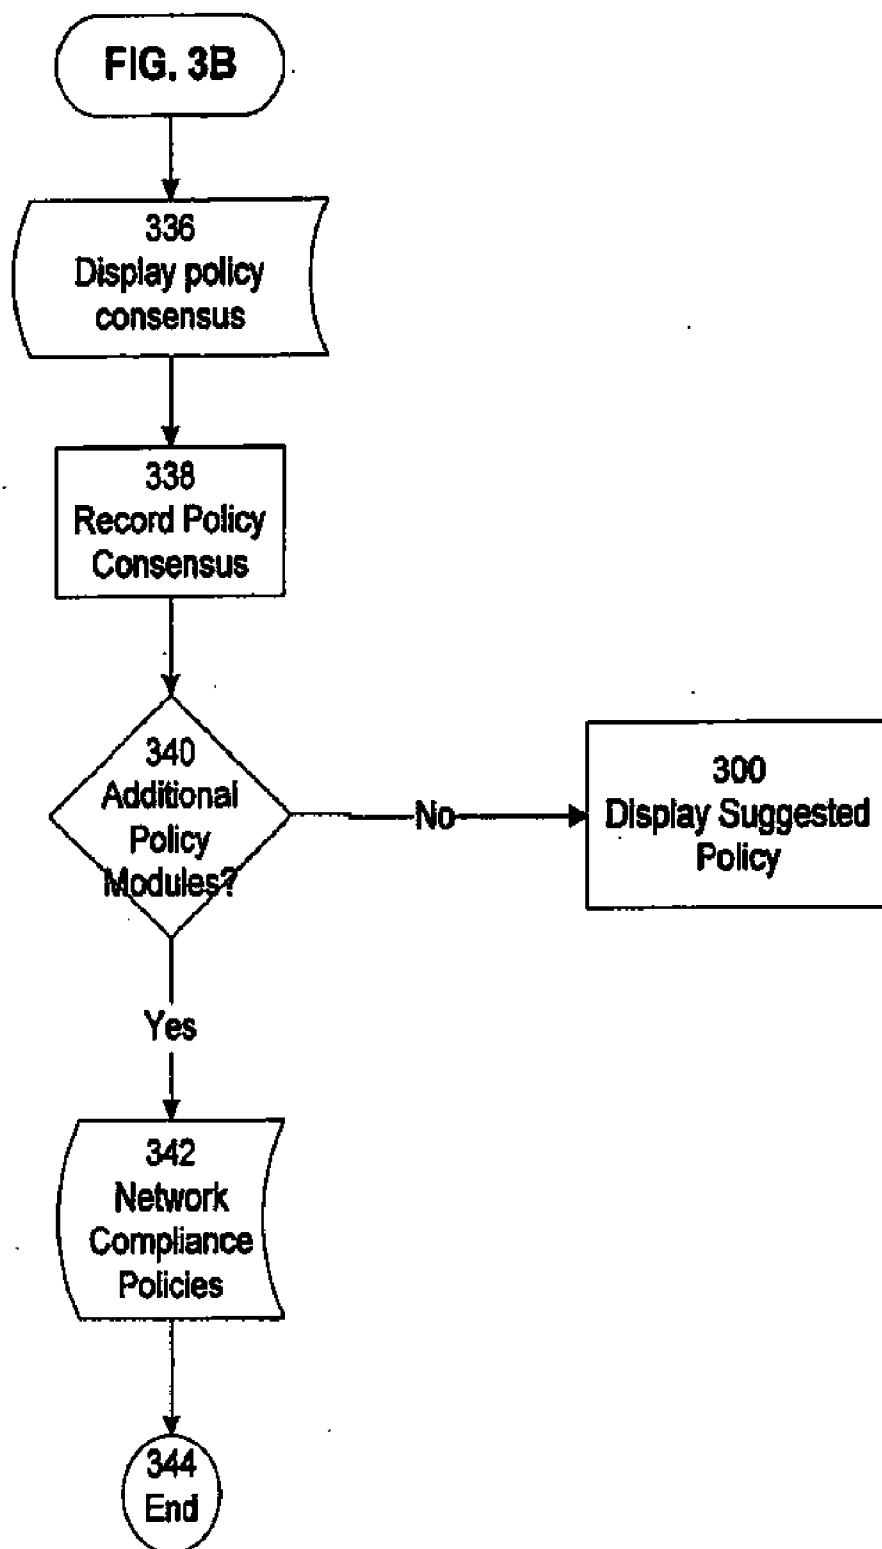 FIG. 3B
336
Display policy
consensus
338
Record Policy
Consensus
340
Additional
Policy
Modules?
No
300
Display Suggested
Policy
Yes
342
Network
Compliance
Policies
344
End